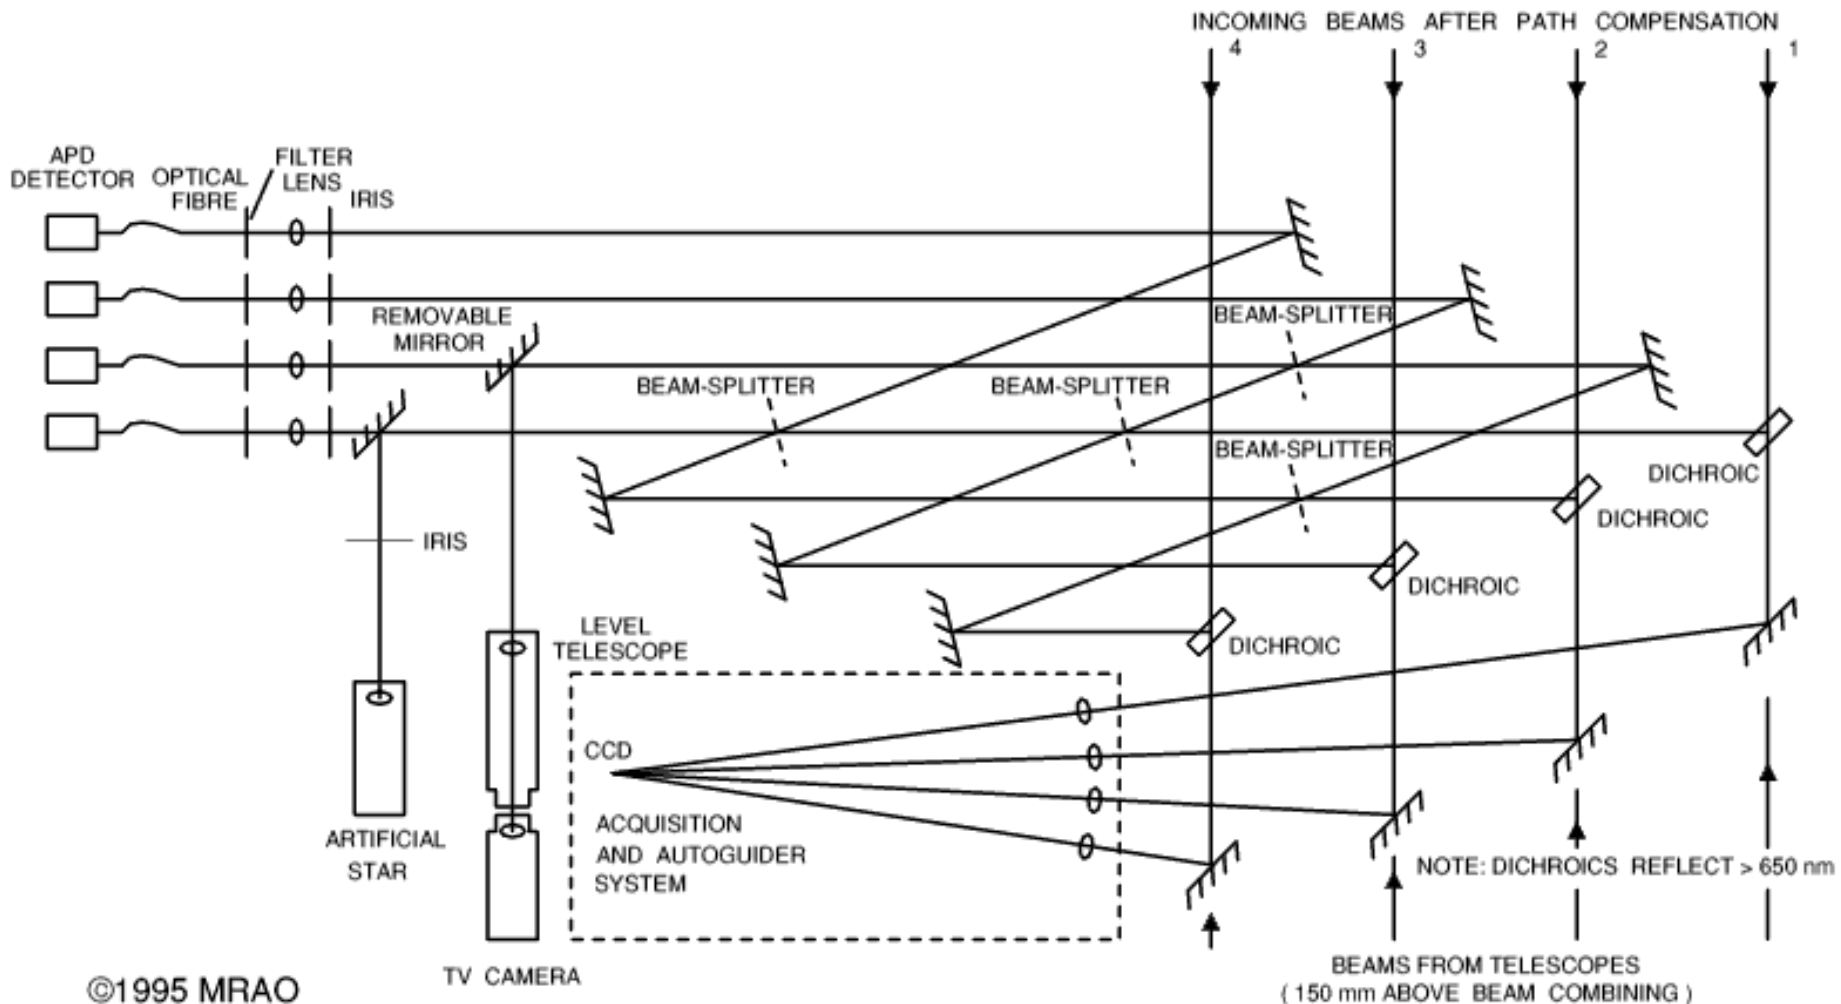 INCOMING BEAMS AFTER PATH COMPENSATION
4 3 2 1
APD
DETECTOR
OPTICAL
FIBRE
FILTER
LENS
IRIS
REMOVABLE
MIRROR
BEAM-SPLITTER
BEAM-SPLITTER
BEAM-SPLITTER
BEAM-SPLITTER
DICHROIC
DICHROIC
DICHROIC
DICHROIC
IRIS
LEVEL
TELESCOPE
CCD
ACQUISITION
AND AUTOGUIDER
SYSTEM
ARTIFICIAL
STAR
NOTE: DICHROICS REFLECT > 650 nm
TV CAMERA
BEAMS FROM TELESCOPES
( 150 mm ABOVE BEAM COMBINING )
©1995 MRAO